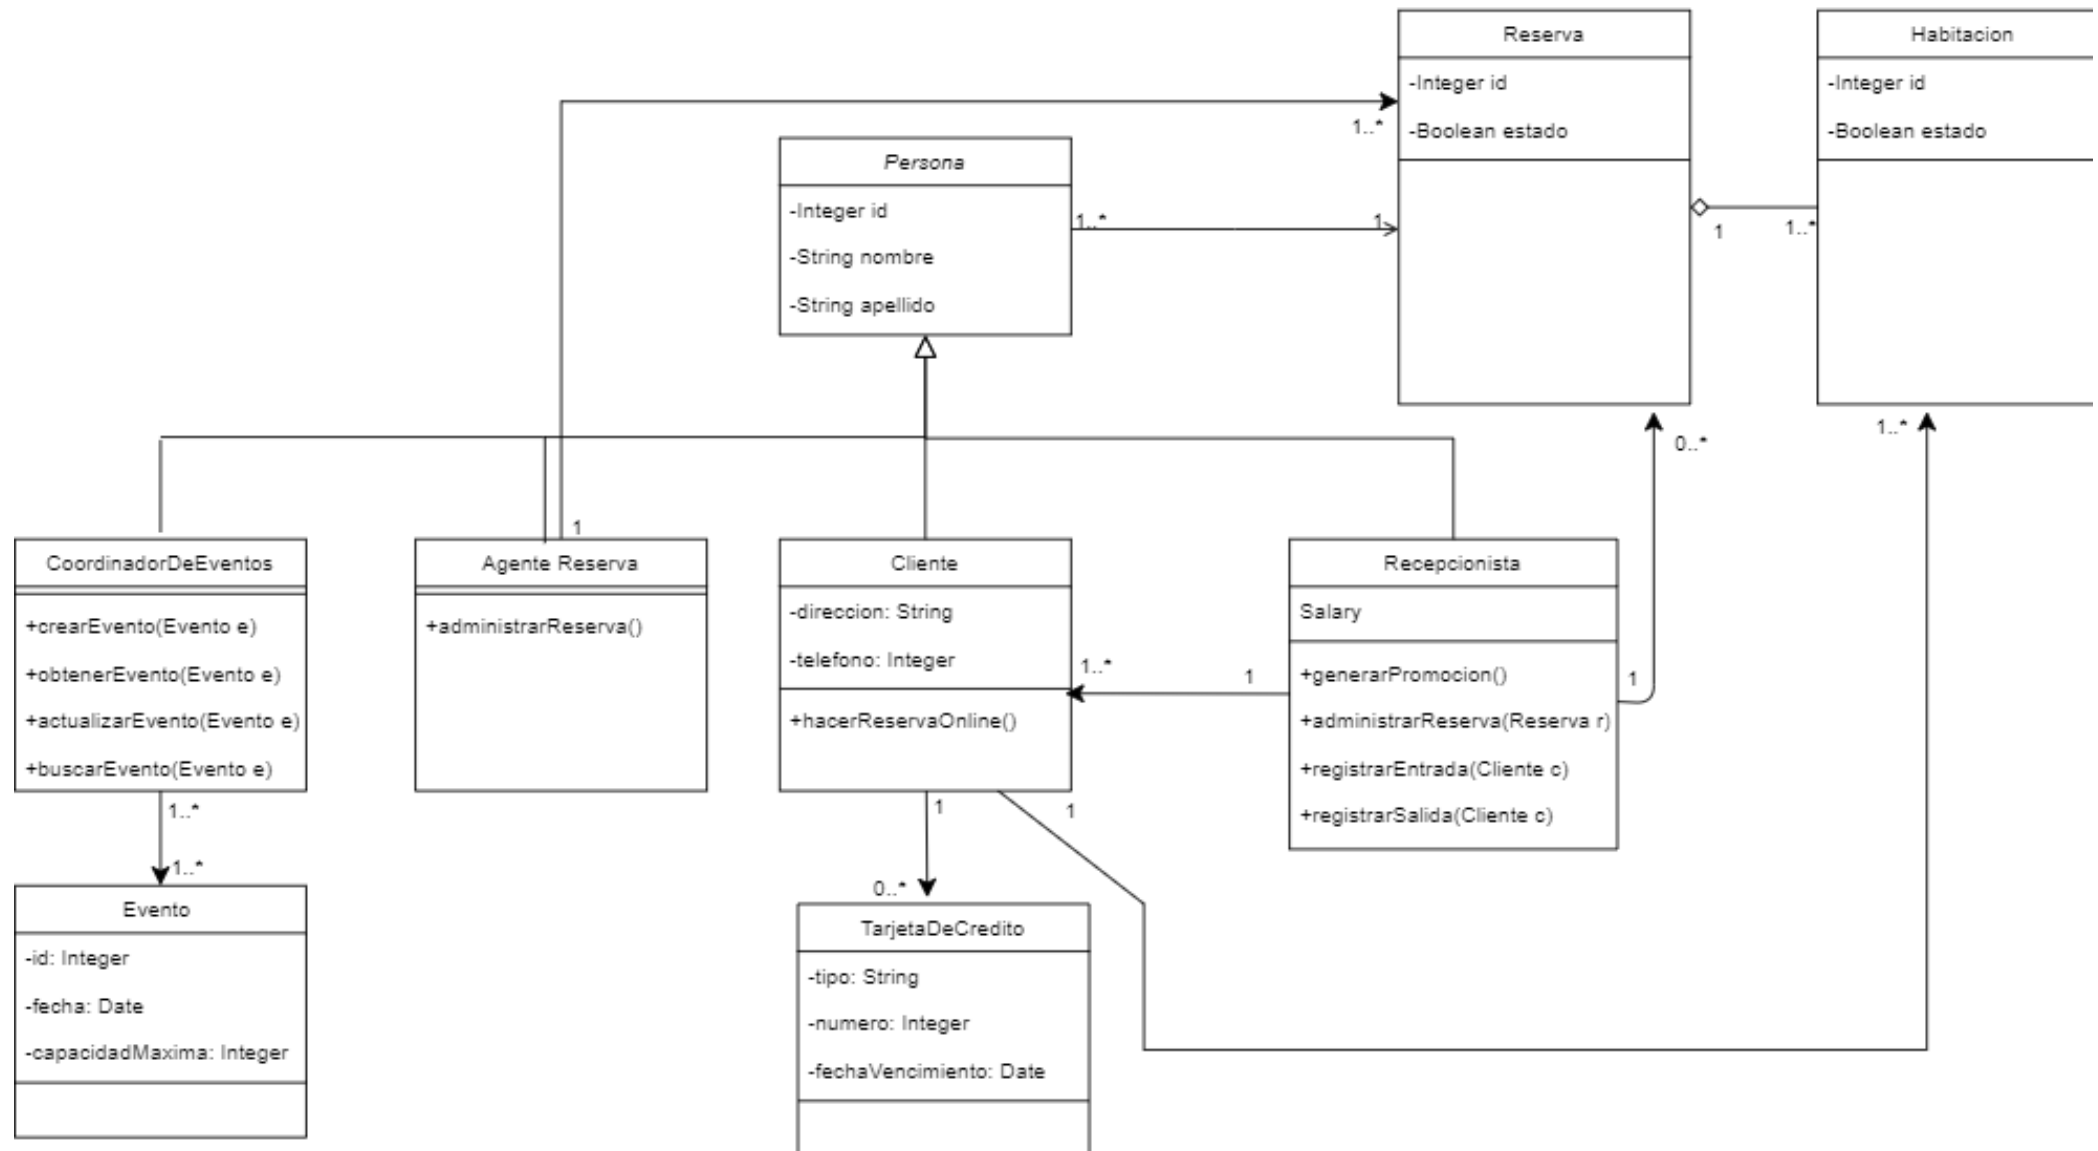 Reserva
-Integer id
-Boolean estado
Habitacion
-Integer id
-Boolean estado
1..*
Persona
-Integer id
-String nombre
-String apellido
1..*
1
1
1..*
0..*
1..*
1
CoordinadorDeEventos
+crearEvento(Evento e)
+obtenerEvento(Evento e)
+actualizarEvento(Evento e)
+buscarEvento(Evento e)
Agente Reserva
+administrarReserva()
Cliente
-direccion: String
-telefono: Integer
+hacerReservaOnline()
1..*
1
Recepcionista
Salary
+generarPromocion()
+administrarReserva(Reserva r)
+registrarEntrada(Cliente c)
+registrarSalida(Cliente c)
1
1..*
1..*
1
1
0..*
Evento
-id: Integer
-fecha: Date
-capacidadMaxima: Integer
TarjetaDeCredito
-tipo: String
-numero: Integer
-fechaVencimiento: Date